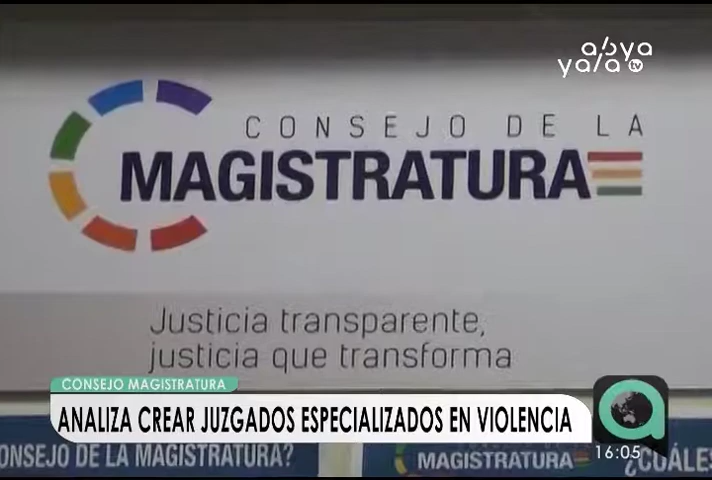 abya
yala tv
CONSEJO DE LA
MAGISTRATURA
Justicia transparente,
justicia que transforma
CONSEJO MAGISTRATURA
ANALIZA CREAR JUZGADOS ESPECIALIZADOS EN VIOLENCIA
16:05
ONSEJO DE LA MAGISTRATURA?
MAGISTRATURA
¿CUÁLES